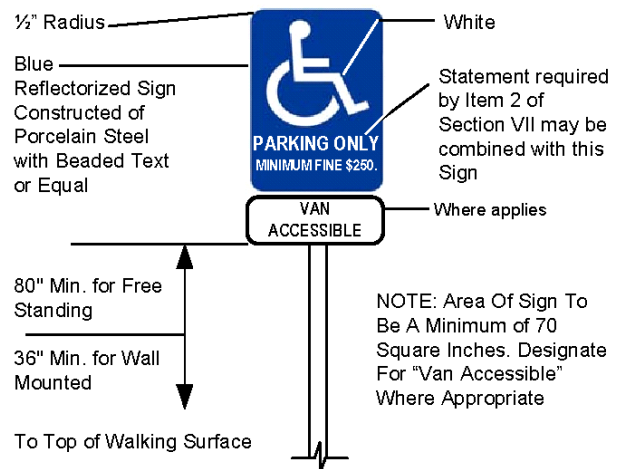 ½” Radius
White
Blue
Reflectorized Sign
Constructed of
Porcelain Steel
with Beaded Text
or Equal
PARKING ONLY
MINIMUM FINE $250.
Statement required
by Item 2 of
Section VII may be
combined with this
Sign
VAN
ACCESSIBLE
Where applies
80" Min. for Free
Standing
36" Min. for Wall
Mounted
To Top of Walking Surface
NOTE: Area Of Sign To
Be A Minimum of 70
Square Inches. Designate
For “Van Accessible”
Where Appropriate